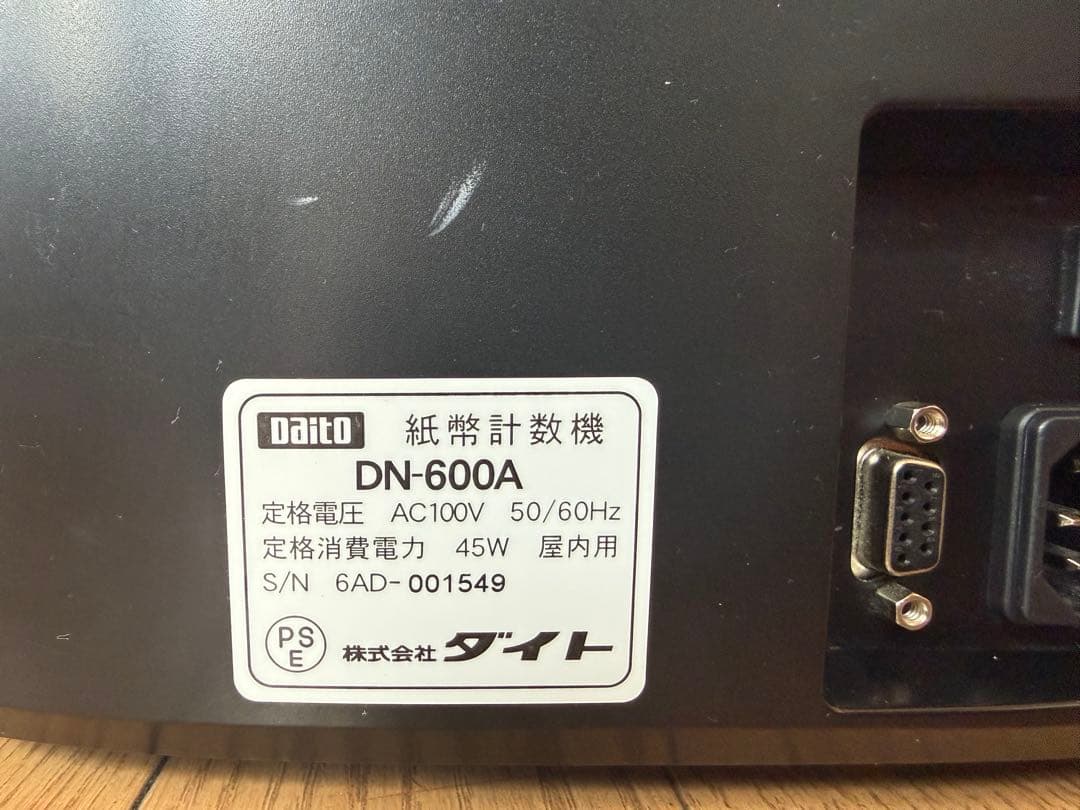 Daito 紙幣計数機
DN-600A
定格電圧 AC100V 50/60Hz
定格消費電力 45W 屋内用
S/N 6AD-001549
PSE 株式会社 ダイト